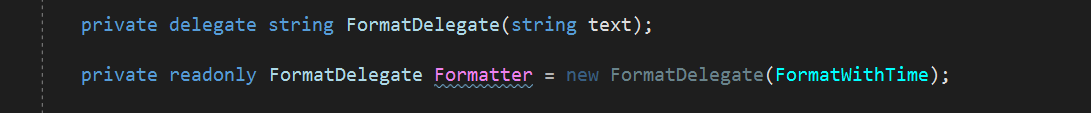 private delegate string FormatDelegate(string text);
private readonly FormatDelegate Formatter = new FormatDelegate(FormatWithTime);